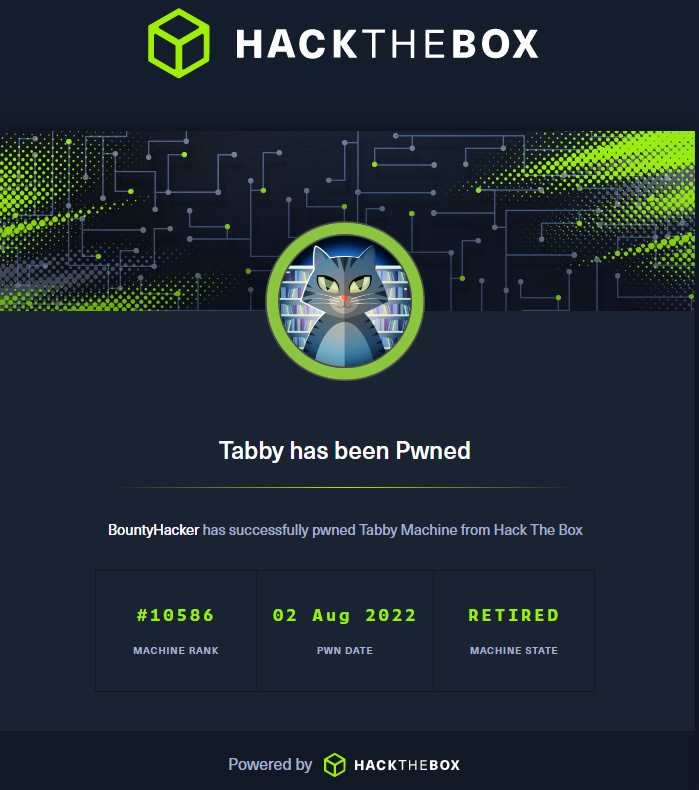 HACKTHEBOX
Tabby has been Pwned
BountyHacker has successfully pwned Tabby Machine from Hack The Box
#10586 02 Aug 2022 RETIRED
MACHINE RANK PWN DATE MACHINE STATE
Powered by HACKTHEBOX